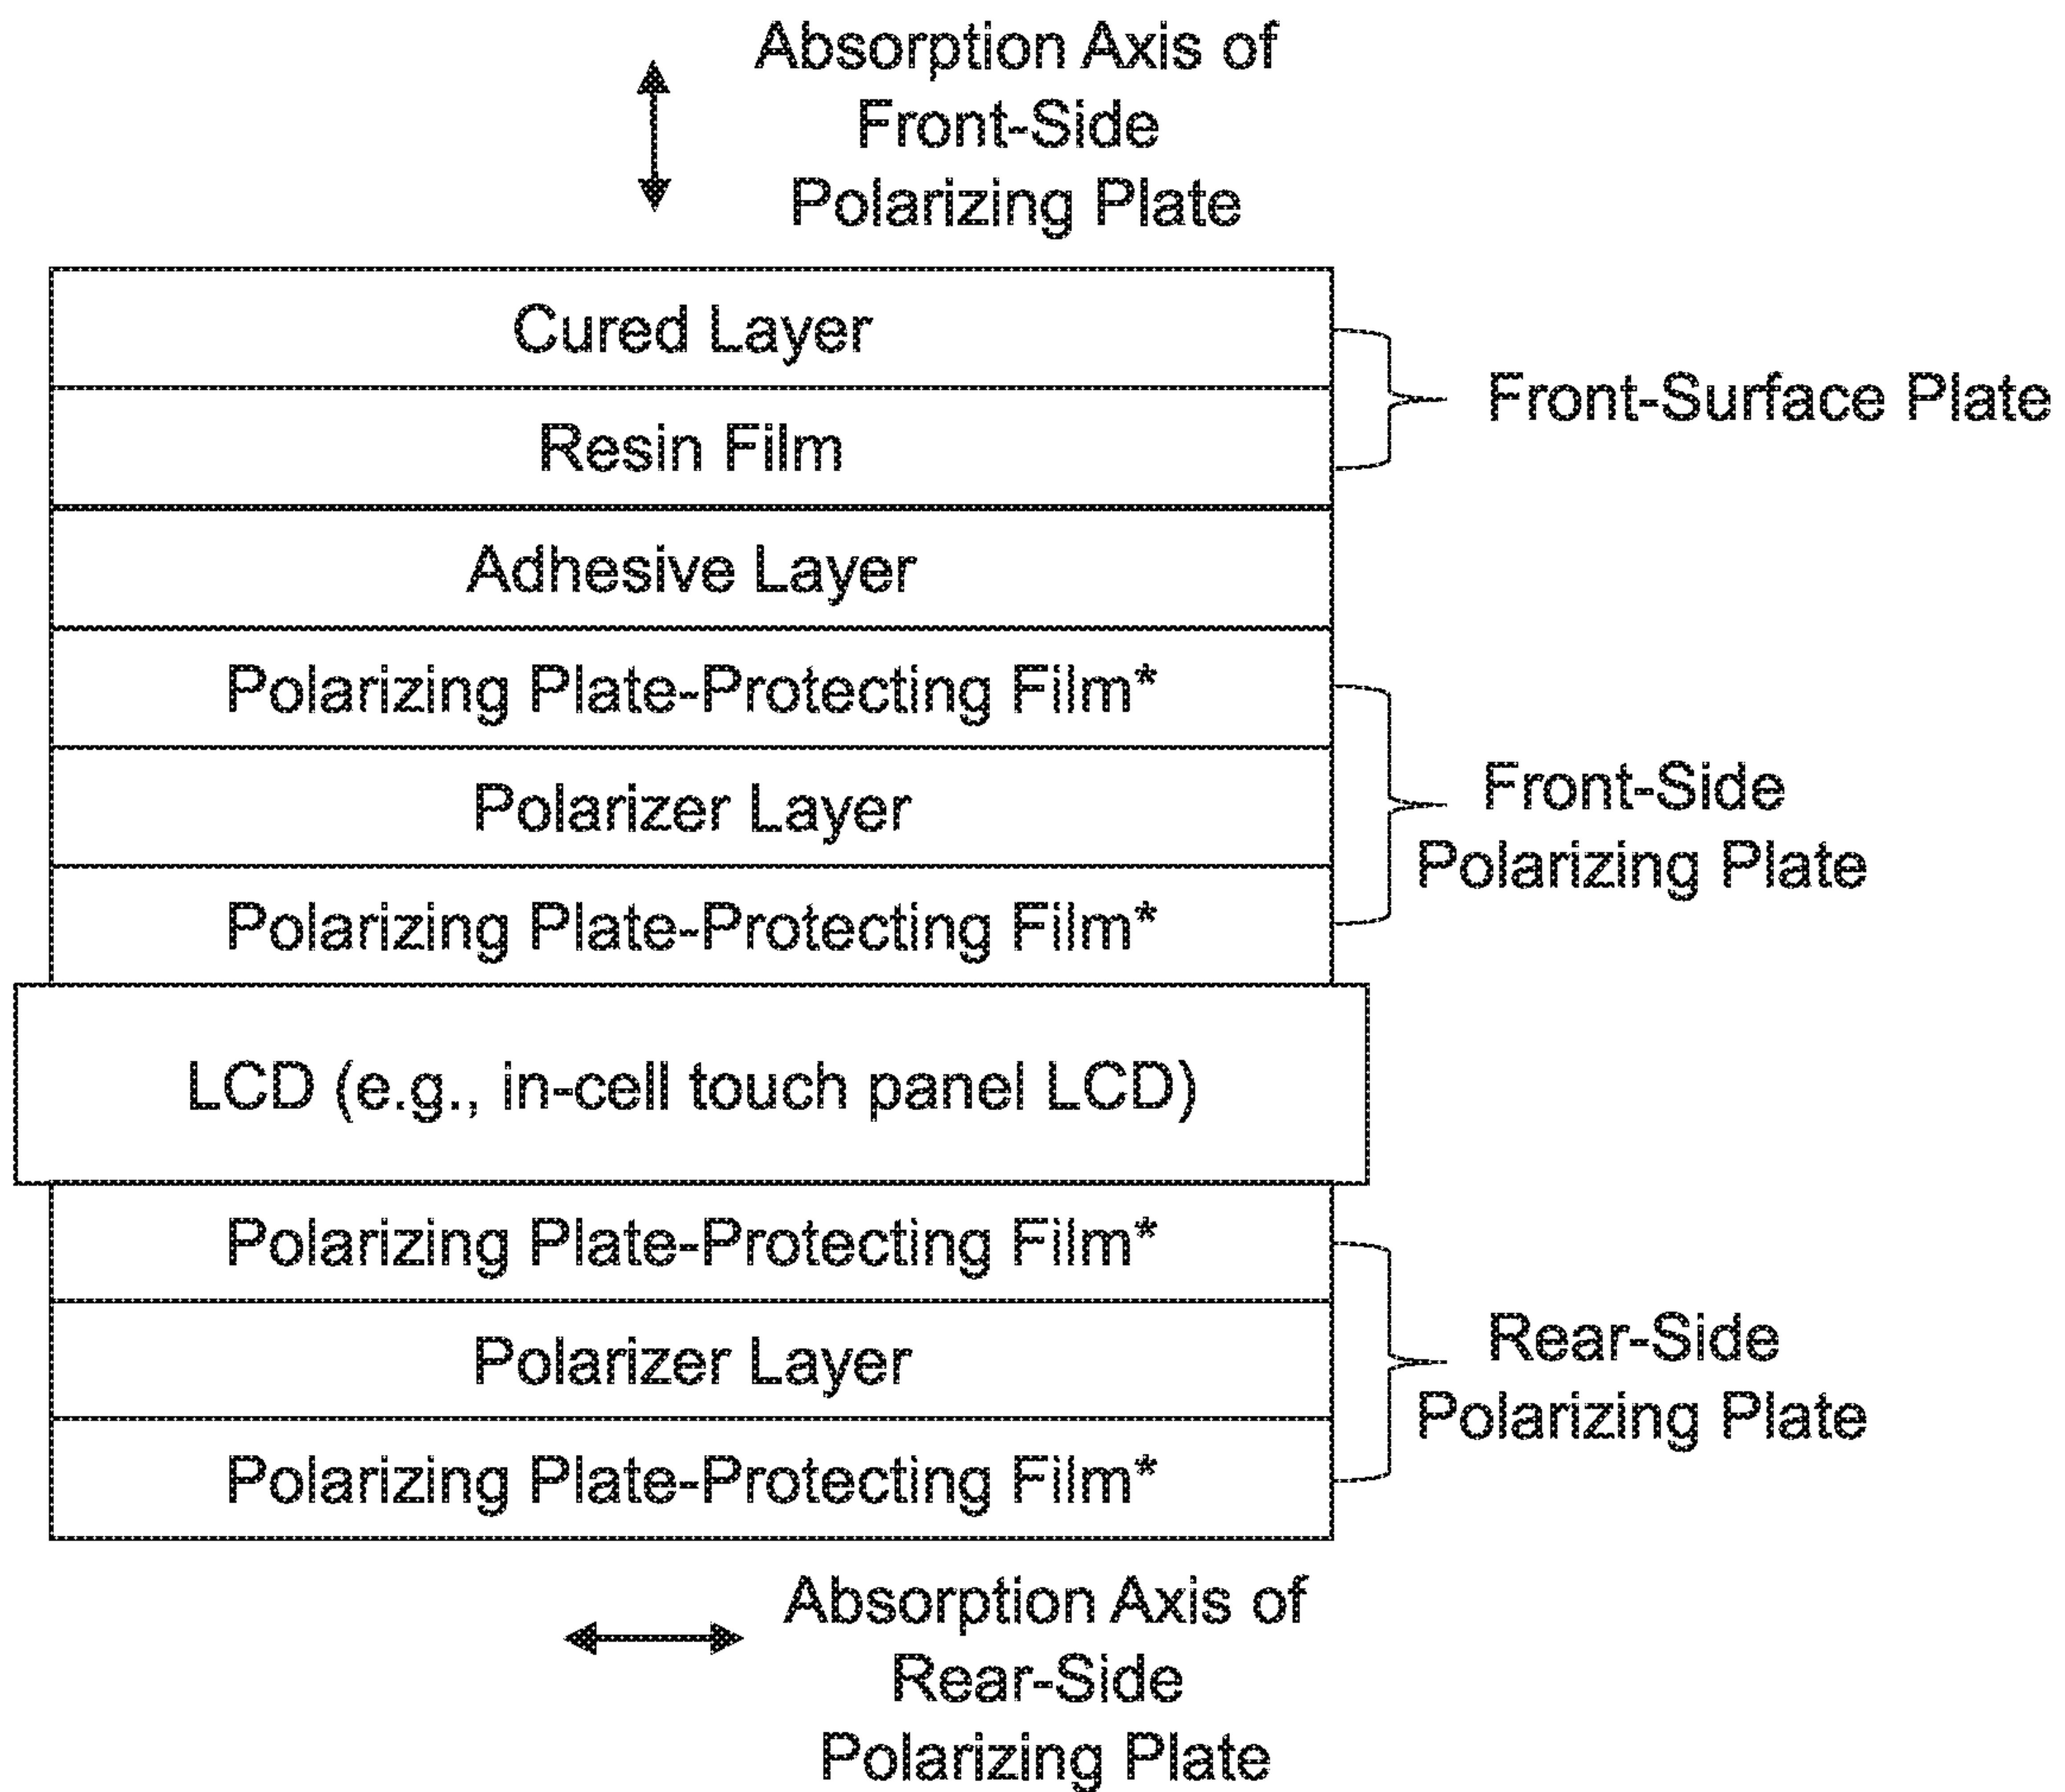 Absorption Axis of
Front-Side
Polarizing Plate
Cured Layer
Resin Film
Front-Surface Plate
Adhesive Layer
Polarizing Plate-Protecting Film*
Polarizer Layer
Front-Side
Polarizing Plate
Polarizing Plate-Protecting Film*
LCD (e.g., in-cell touch panel LCD)
Polarizing Plate-Protecting Film*
Polarizer Layer
Rear-Side
Polarizing Plate
Polarizing Plate-Protecting Film*
Absorption Axis of
Rear-Side
Polarizing Plate